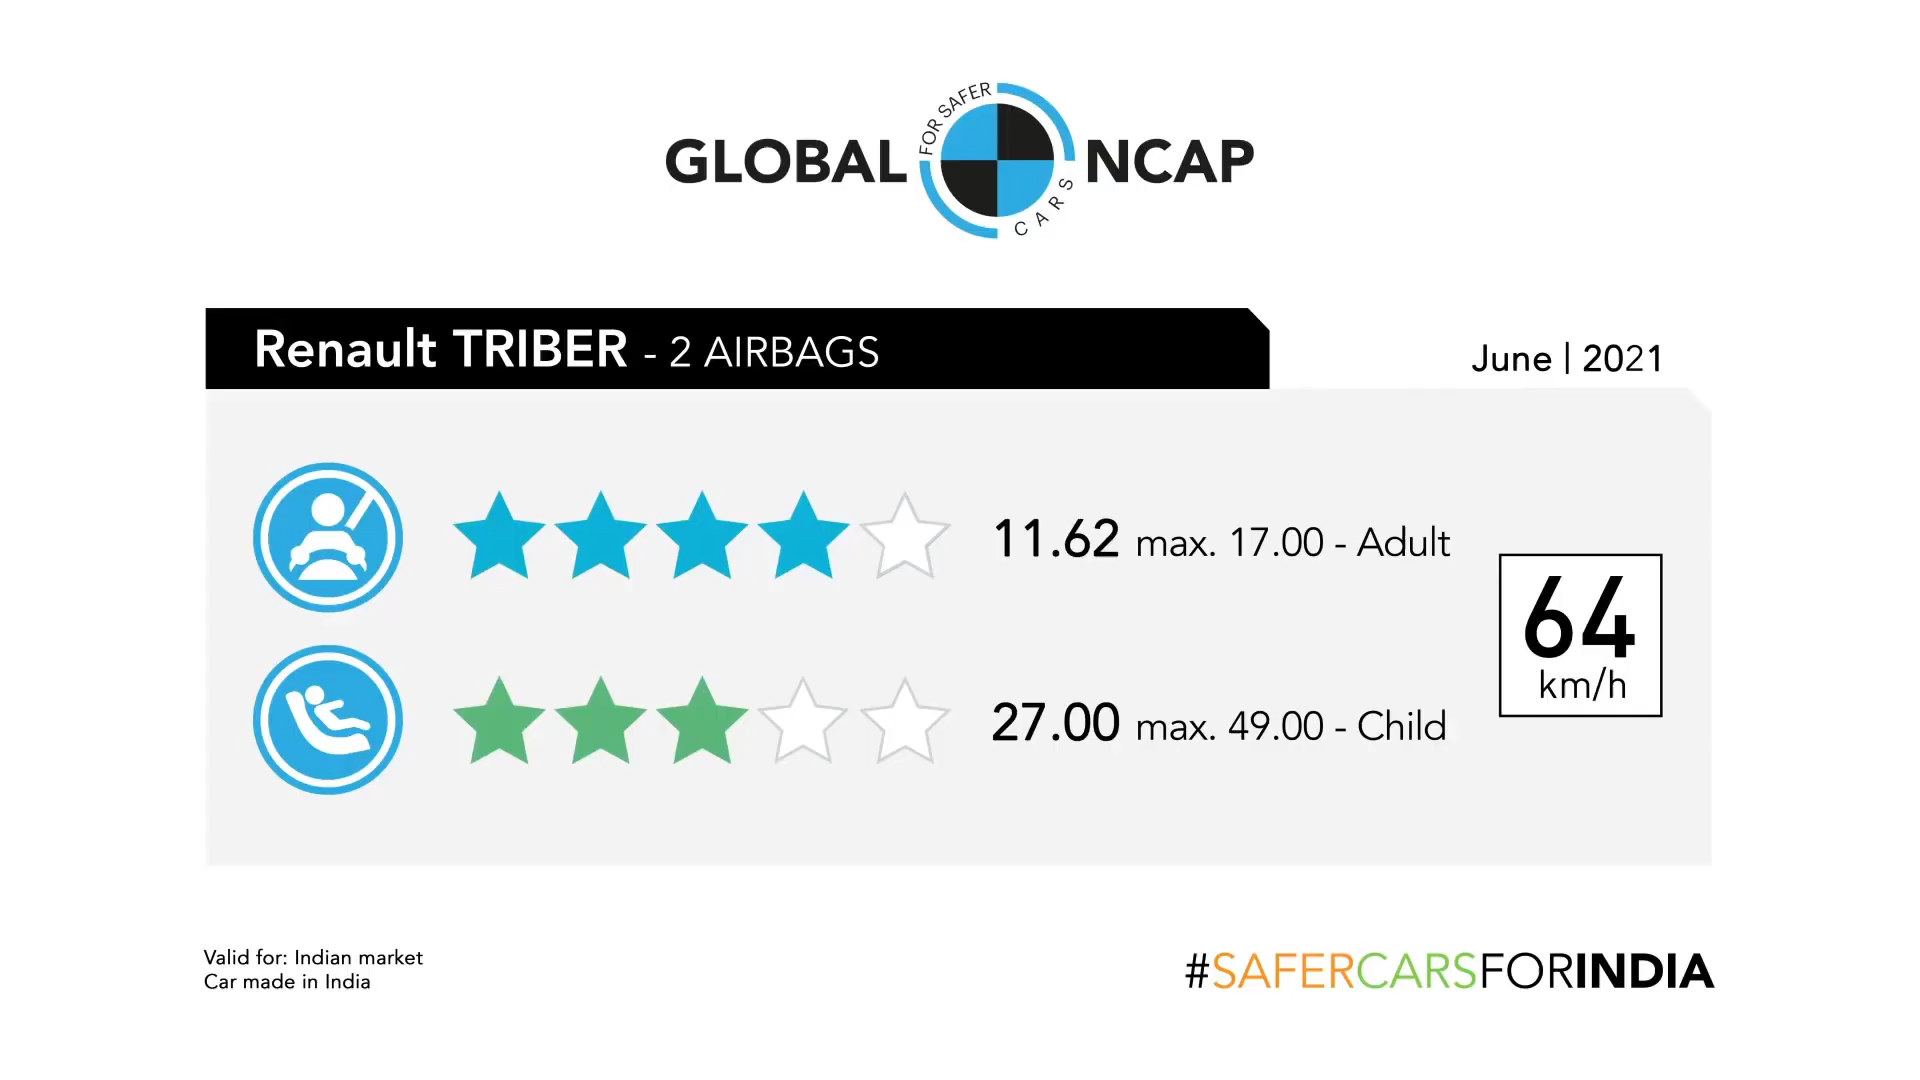 GLOBAL FOR SAFER CARS NCAP
Renault TRIBER - 2 AIRBAGS
June | 2021
11.62 max. 17.00 - Adult
64
km/h
27.00 max. 49.00 - Child
Valid for: Indian market
Car made in India
#SAFERCARSFORINDIA